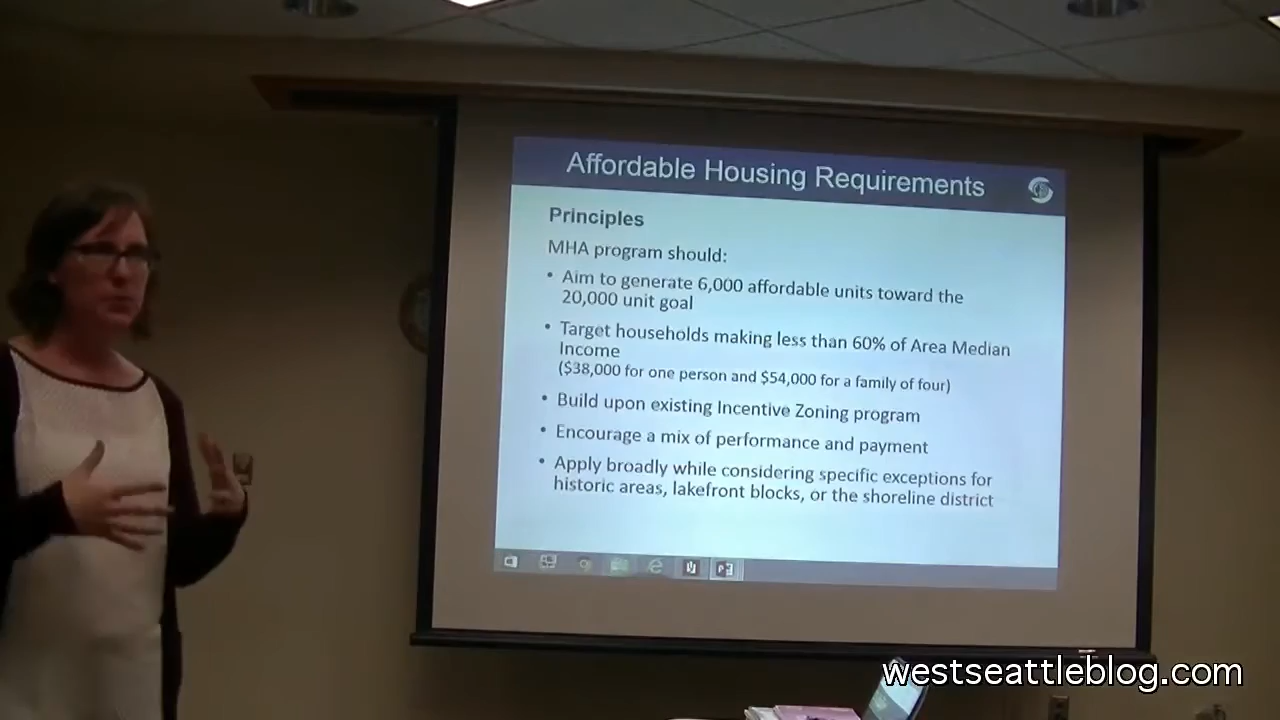 Affordable Housing Requirements
Principles
MHA program should:
• Aim to generate 6,000 affordable units toward the
20,000 unit goal
• Target households making less than 60% of Area Median
Income
($38,000 for one person and $54,000 for a family of four)
• Build upon existing Incentive Zoning program
• Encourage a mix of performance and payment
• Apply broadly while considering specific exceptions for
historic areas, lakefront blocks, or the shoreline district
westseattleblog.com